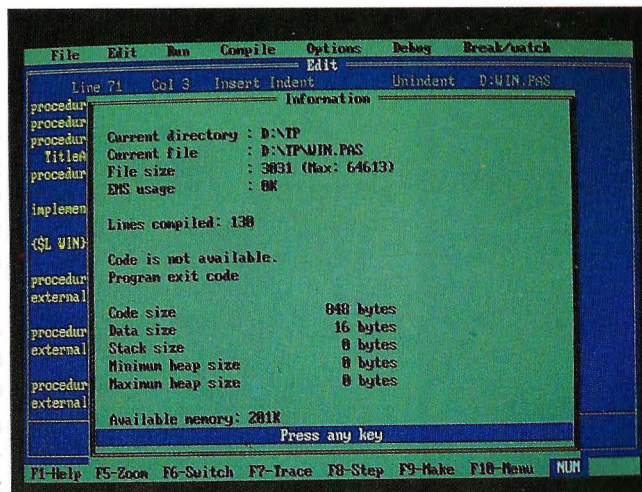 File Edit Run Compile Options Debug Break/watch
Edit
Line 71 Col 3 Insert Indent Unindent D:WIN.PAS
Information
procedur
procedur
procedur
Current directory : D:\TP
Current file : D:\TP\WIN.PAS
procedur
File size : 3031 (Max: 64613)
EMS usage : 0K
implemen
Lines compiled: 130
{$L WIN}
Code is not available.
procedur
Program exit code
external
Code size 848 bytes
procedur
Data size 16 bytes
external
Stack size 0 bytes
Minimum heap size 0 bytes
procedur
Maximum heap size 0 bytes
external
Available memory: 201K
Press any key
F1-Help F5-Zoom F6-Switch F7-Trace F8-Step F9-Make F10-Menu NUM